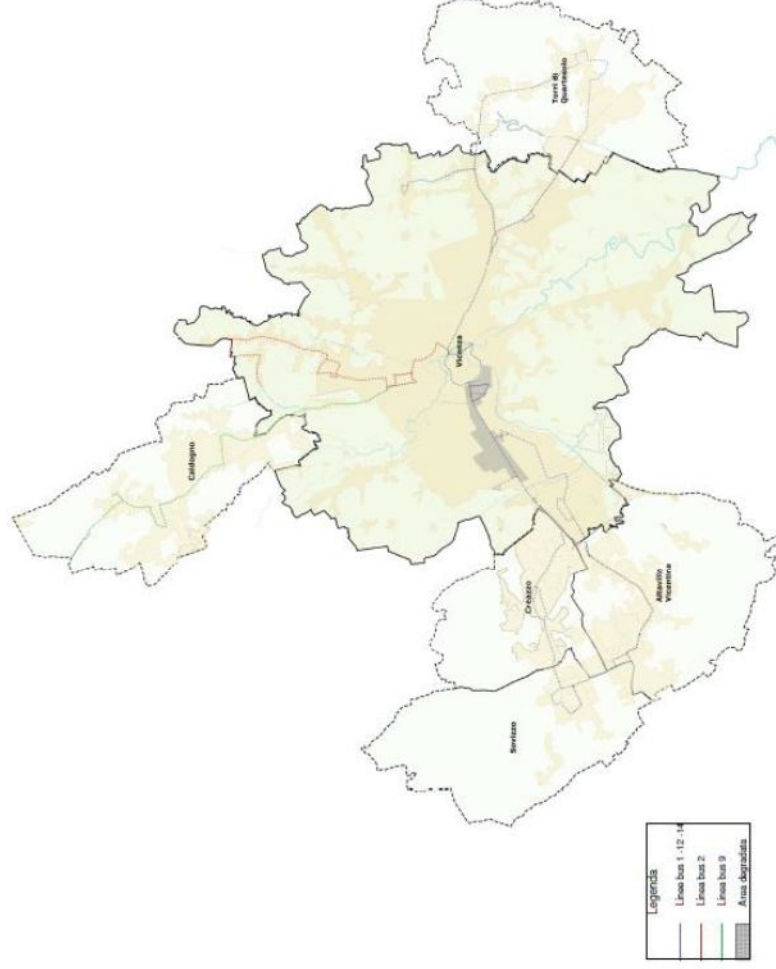 Torri di
Quartesolo
Vicenza
Caldogno
Creazzo
Altavilla
Vicentina
Sovizzo
Legenda
Linee bus 1 -12 -14
Linea bus 2
Linea bus 9
Area degradata